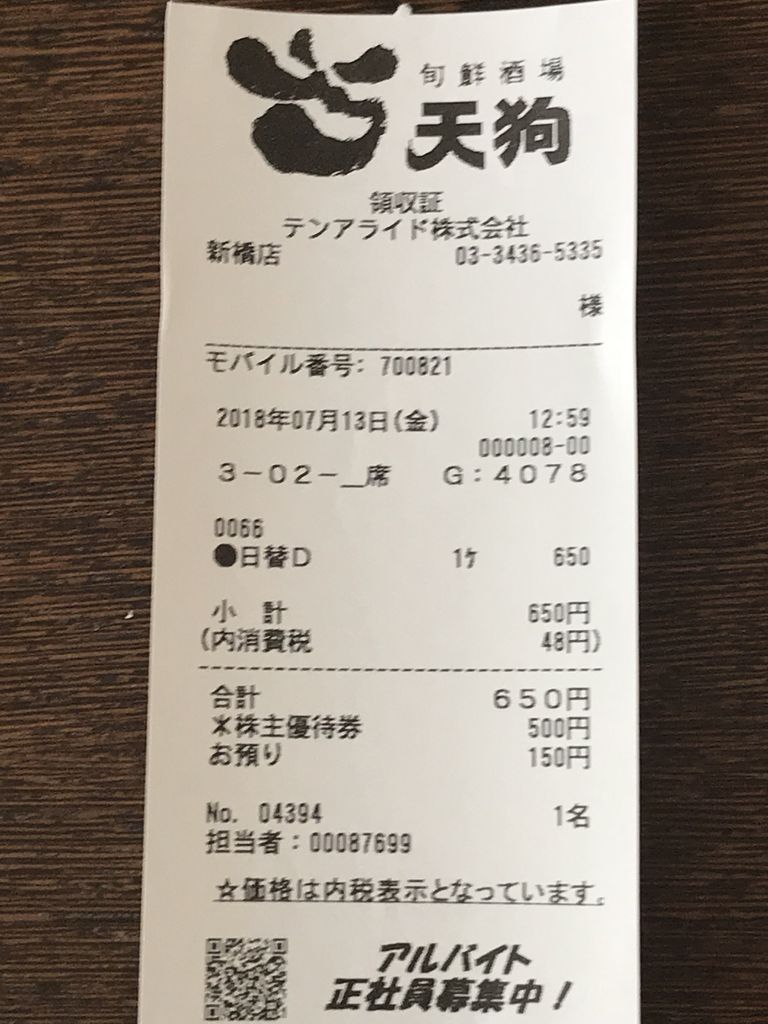 旬鮮酒場
天狗
領収証
テンアライド株式会社
新橋店 03-3436-5335
様
モバイル番号: 700821
2018年07月13日(金) 12:59
000008-00
3-02-__席 G:4078
0066
●日替D 1ケ 650
小 計 650円
(内消費税 48円)
合計 650円
*株主優待券 500円
お預り 150円
No. 04394 1名
担当者:00087699
☆価格は内税表示となっています。
アルバイト
正社員募集中!